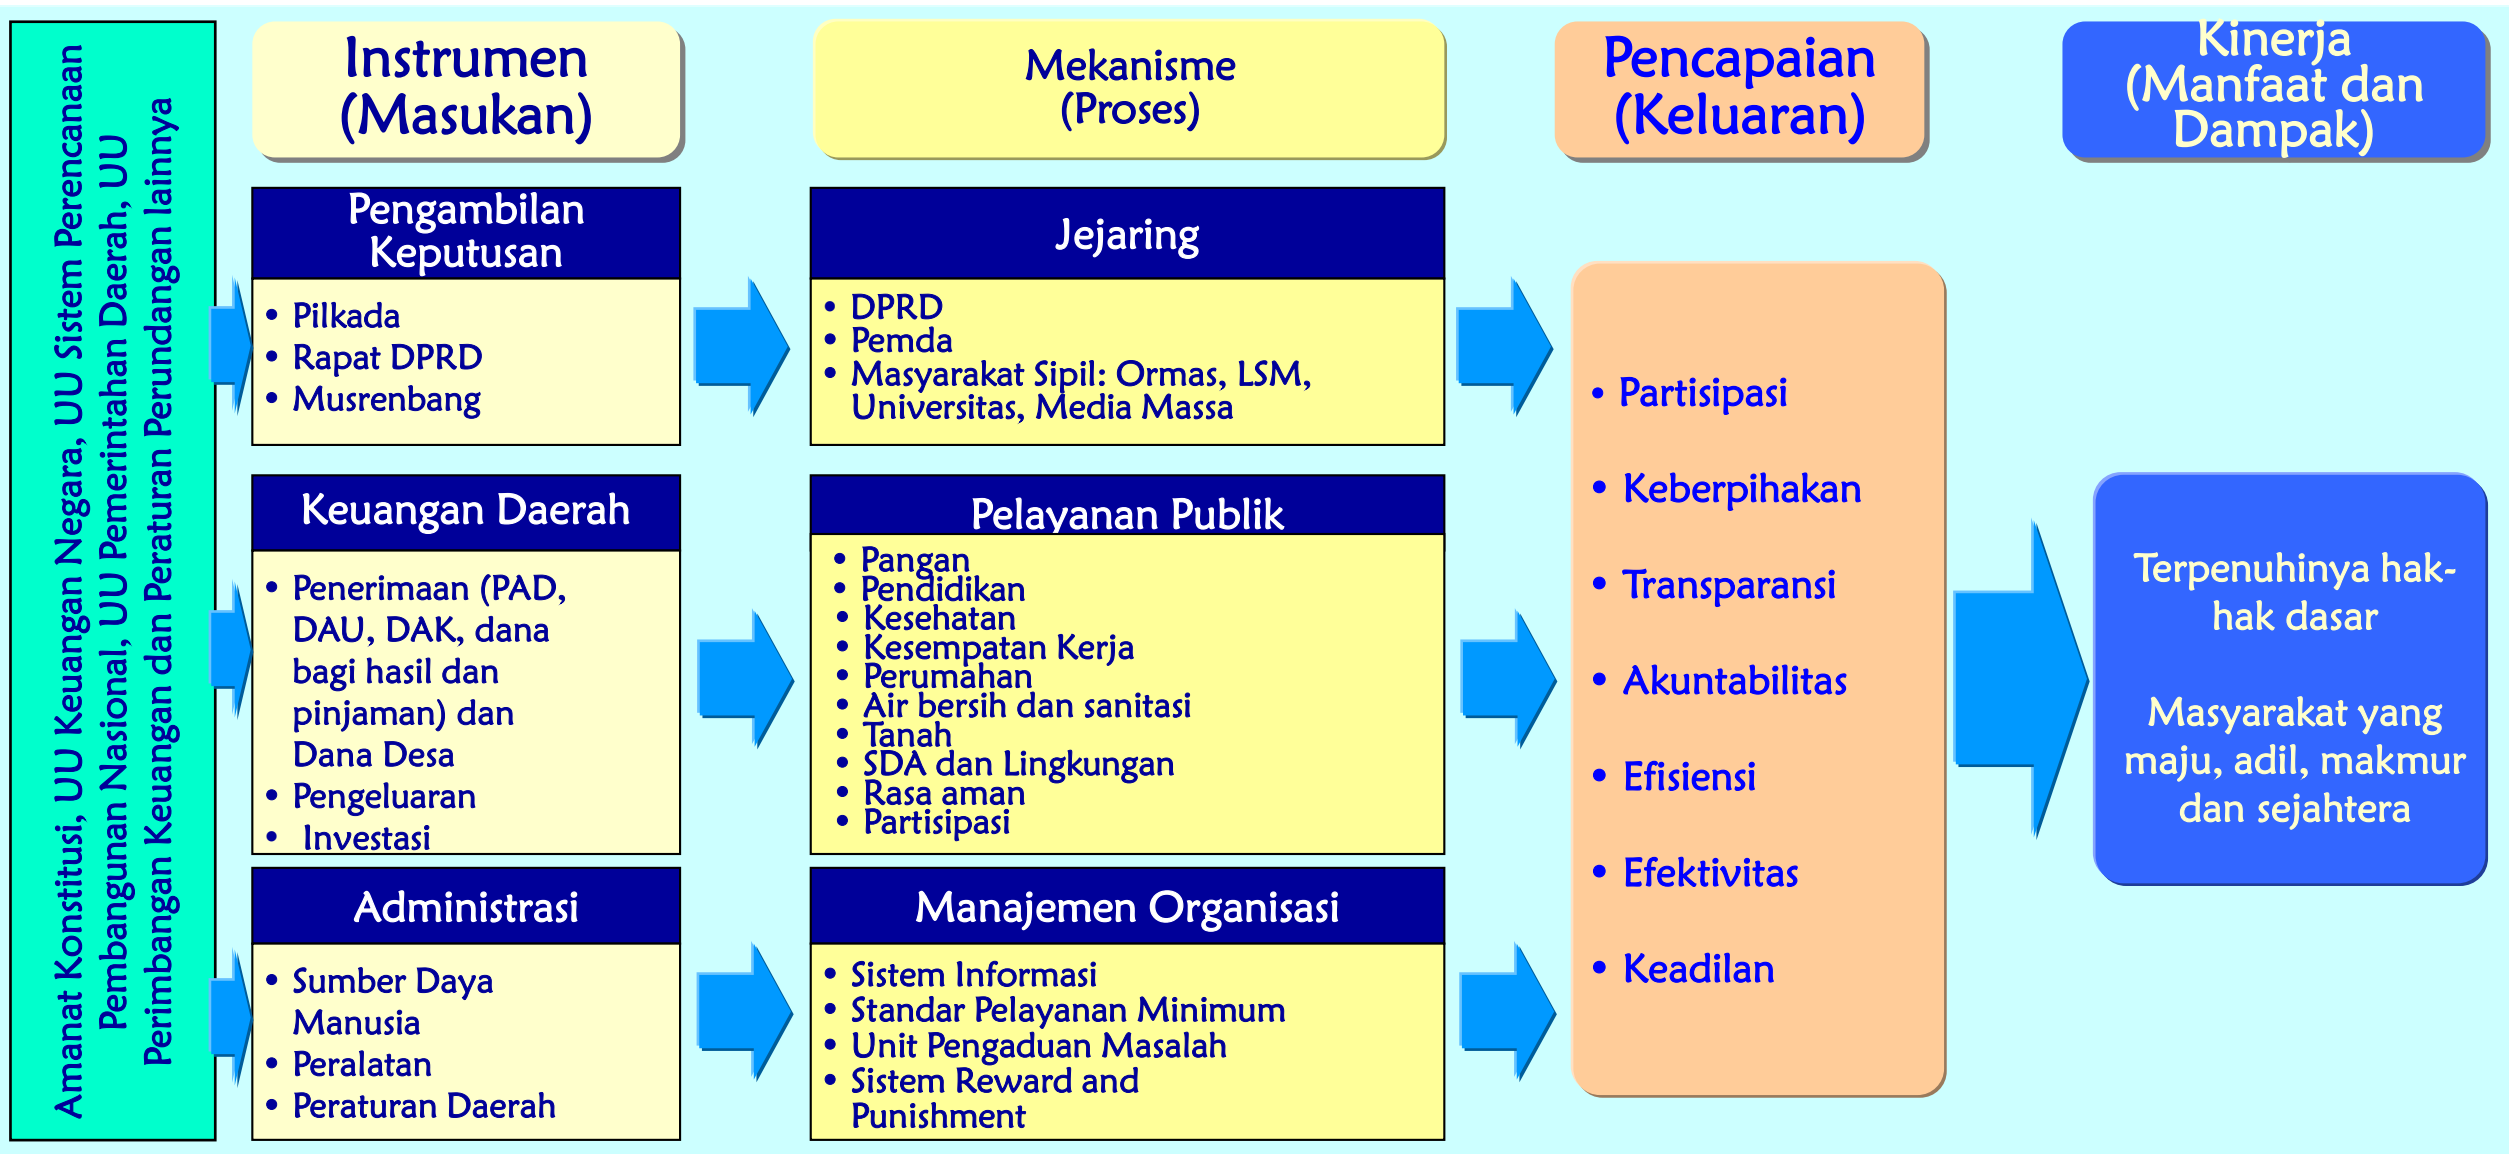 Amanat Konstitusi, UU Keuangan Negara, UU Sistem Perencanaan
Pembangunan Nasional, UU Pemerintahan Daerah, UU
Perimbangan Keuangan dan Peraturan Perundangan lainnya
Instrumen
(Masukan)
Mekanisme
(Proses)
Pencapaian
(Keluaran)
Kinerja
(Manfaat dan
Dampak)
Pengambilan
Keputusan
• Pilkada
• Rapat DPRD
• Musrenbang
Jejaring
• DPRD
• Pemda
• Masyarakat Sipil: Ormas, LSM,
Universitas, Media Massa
Keuangan Daerah
• Penerimaan (PAD,
DAU, DAK, dana
bagi hasil dan
pinjaman) dan
Dana Desa
• Pengeluaran
• Investasi
Pelayanan Publik
• Pangan
• Pendidikan
• Kesehatan
• Kesempatan Kerja
• Perumahan
• Air bersih dan sanitasi
• Tanah
• SDA dan Lingkungan
• Rasa aman
• Partisipasi
Administrasi
• Sumber Daya
Manusia
• Peralatan
• Peraturan Daerah
Manajemen Organisasi
• Sistem Informasi
• Standar Pelayanan Minimum
• Unit Pengaduan Masalah
• Sistem Reward and
Punishment
• Partisipasi
• Keberpihakan
• Transparansi
• Akuntabilitas
• Efisiensi
• Efektivitas
• Keadilan
Terpenuhinya hak-
hak dasar
Masyarakat yang
maju, adil, makmur
dan sejahtera